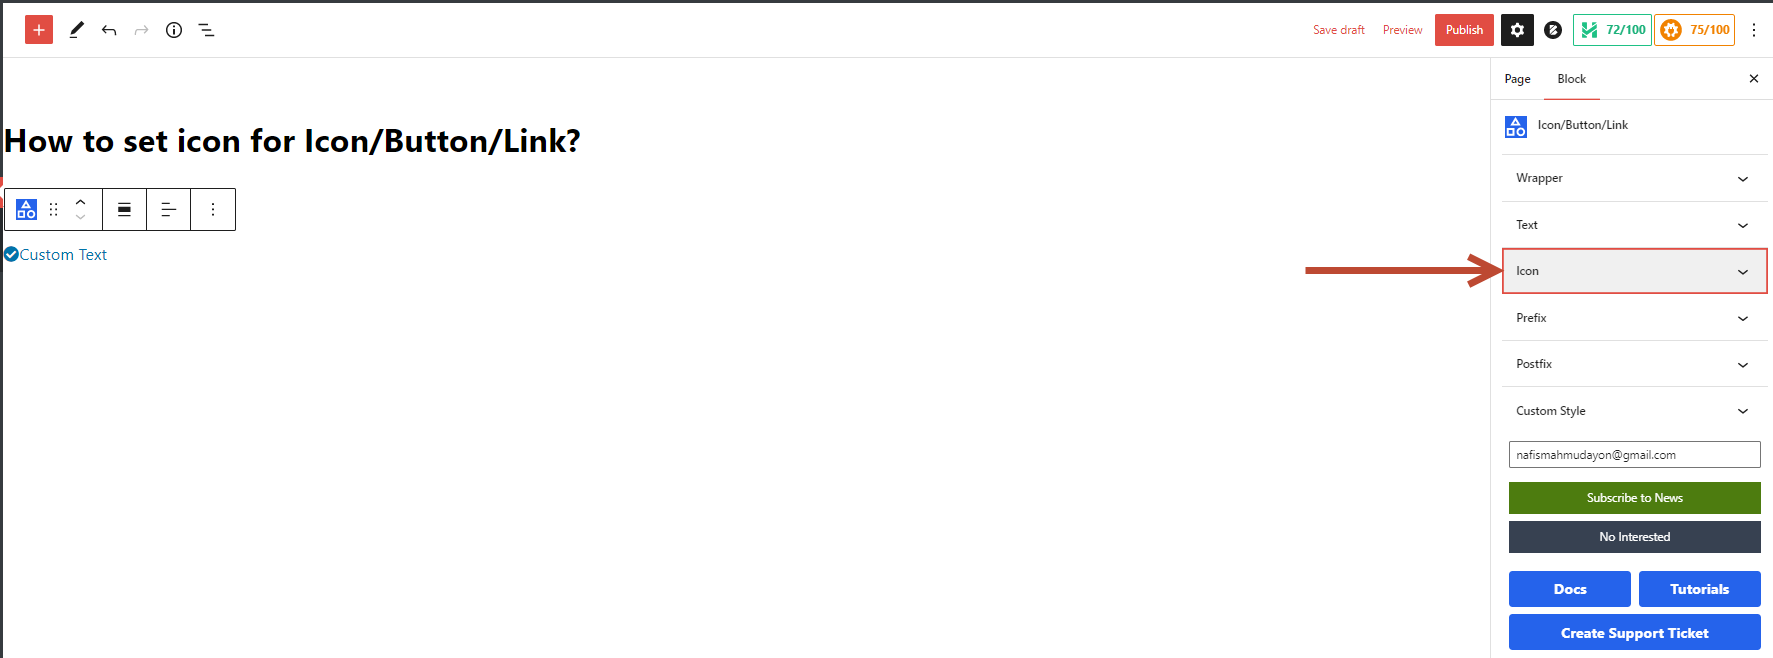 Save draft Preview Publish 72/100 75/100
Page Block
Icon/Button/Link
Wrapper
Text
Icon
Prefix
Postfix
Custom Style
nafismahmudayon@gmail.com
Subscribe to News
No Interested
Docs Tutorials
Create Support Ticket
How to set icon for Icon/Button/Link?
Custom Text